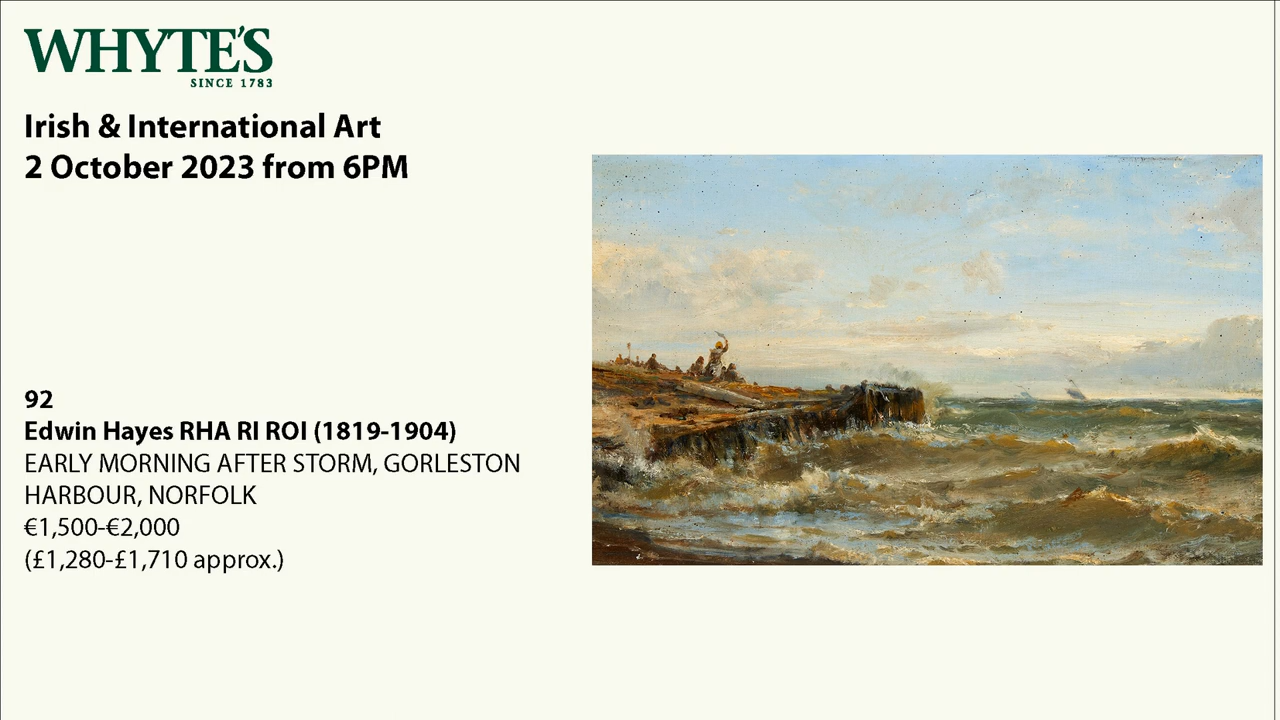 WHYTE'S
SINCE 1783
Irish & International Art
2 October 2023 from 6PM
92
Edwin Hayes RHA RI ROI (1819-1904)
EARLY MORNING AFTER STORM, GORLESTON
HARBOUR, NORFOLK
€1,500-€2,000
(£1,280-£1,710 approx.)